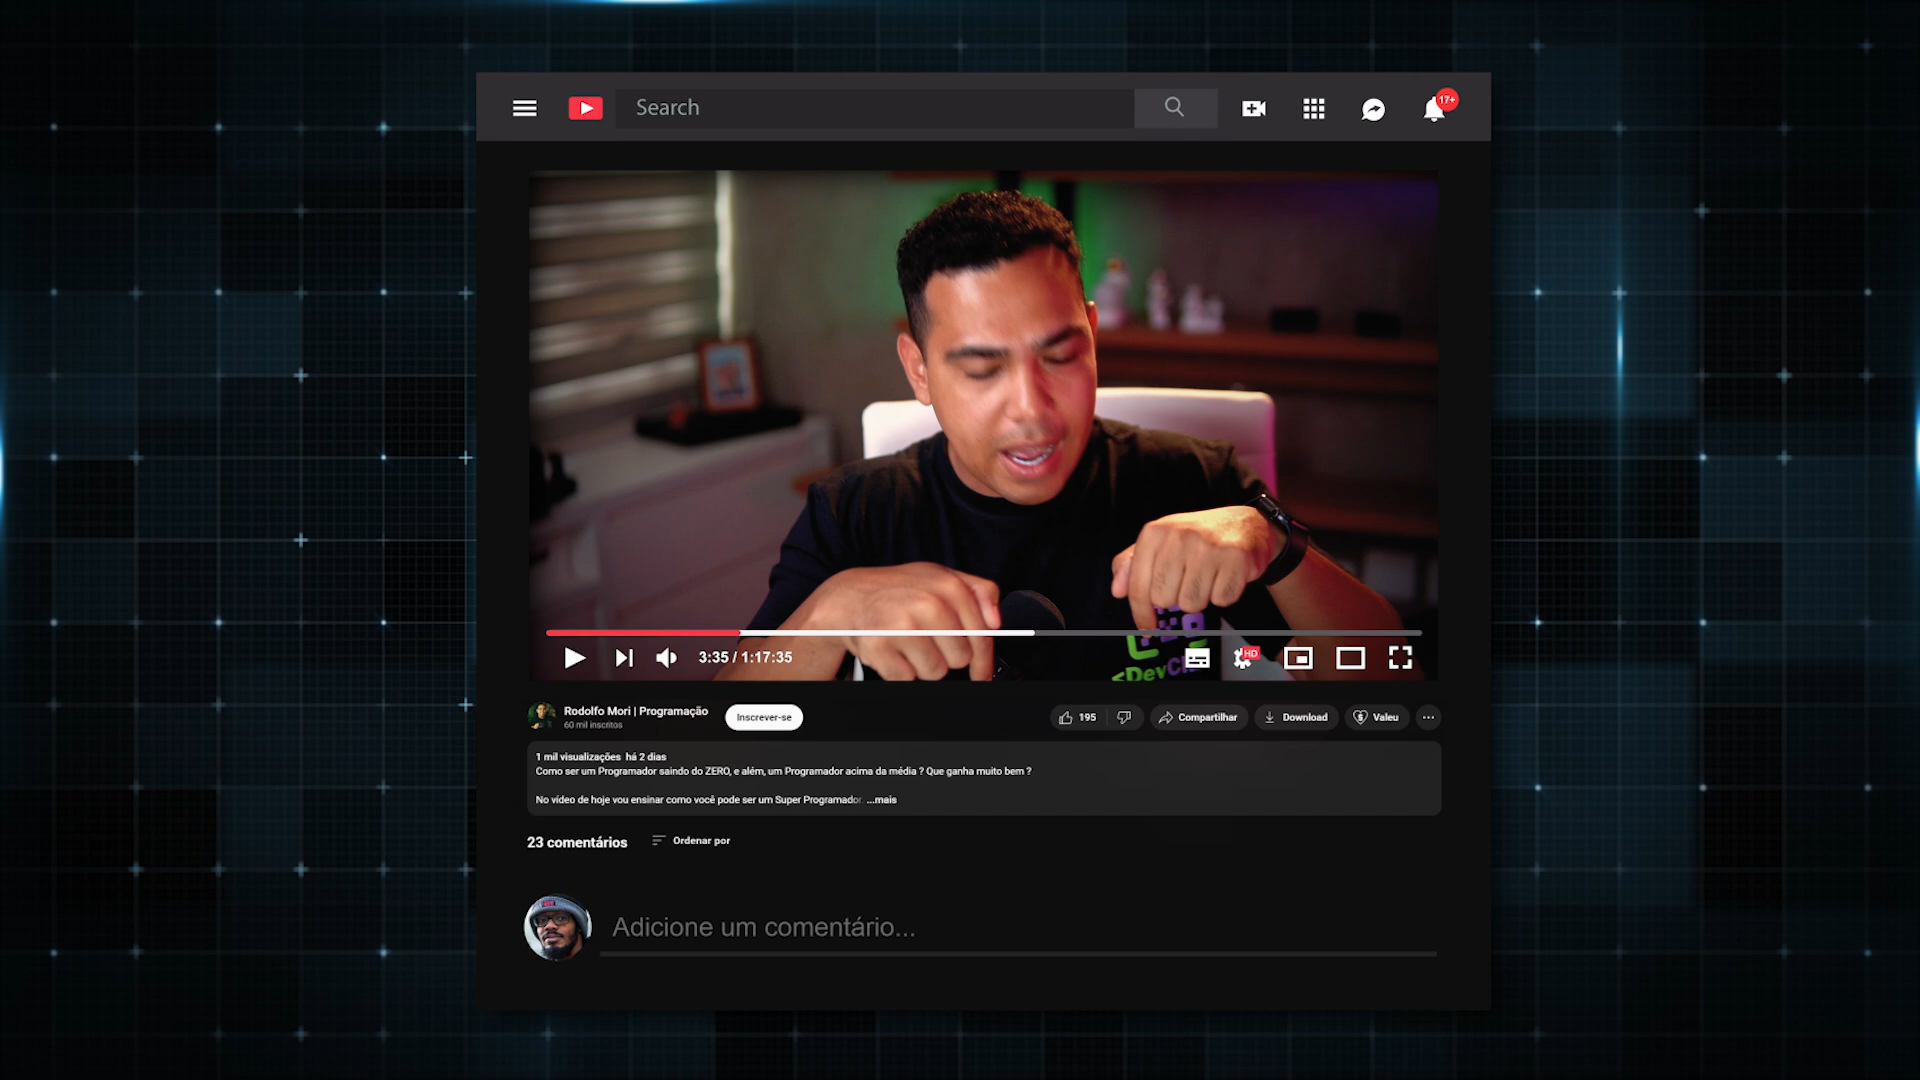 Search
17+
3:35 / 1:17:35
HD
Rodolfo Mori | Programação
60 mil inscritos
Inscrever-se
195
Compartilhar
Download
Valeu
1 mil visualizações há 2 dias
Como ser um Programador saindo do ZERO, e além, um Programador acima da média ? Que ganha muito bem ?
No vídeo de hoje vou ensinar como você pode ser um Super Programador ...mais
23 comentários
Ordenar por
Adicione um comentário...